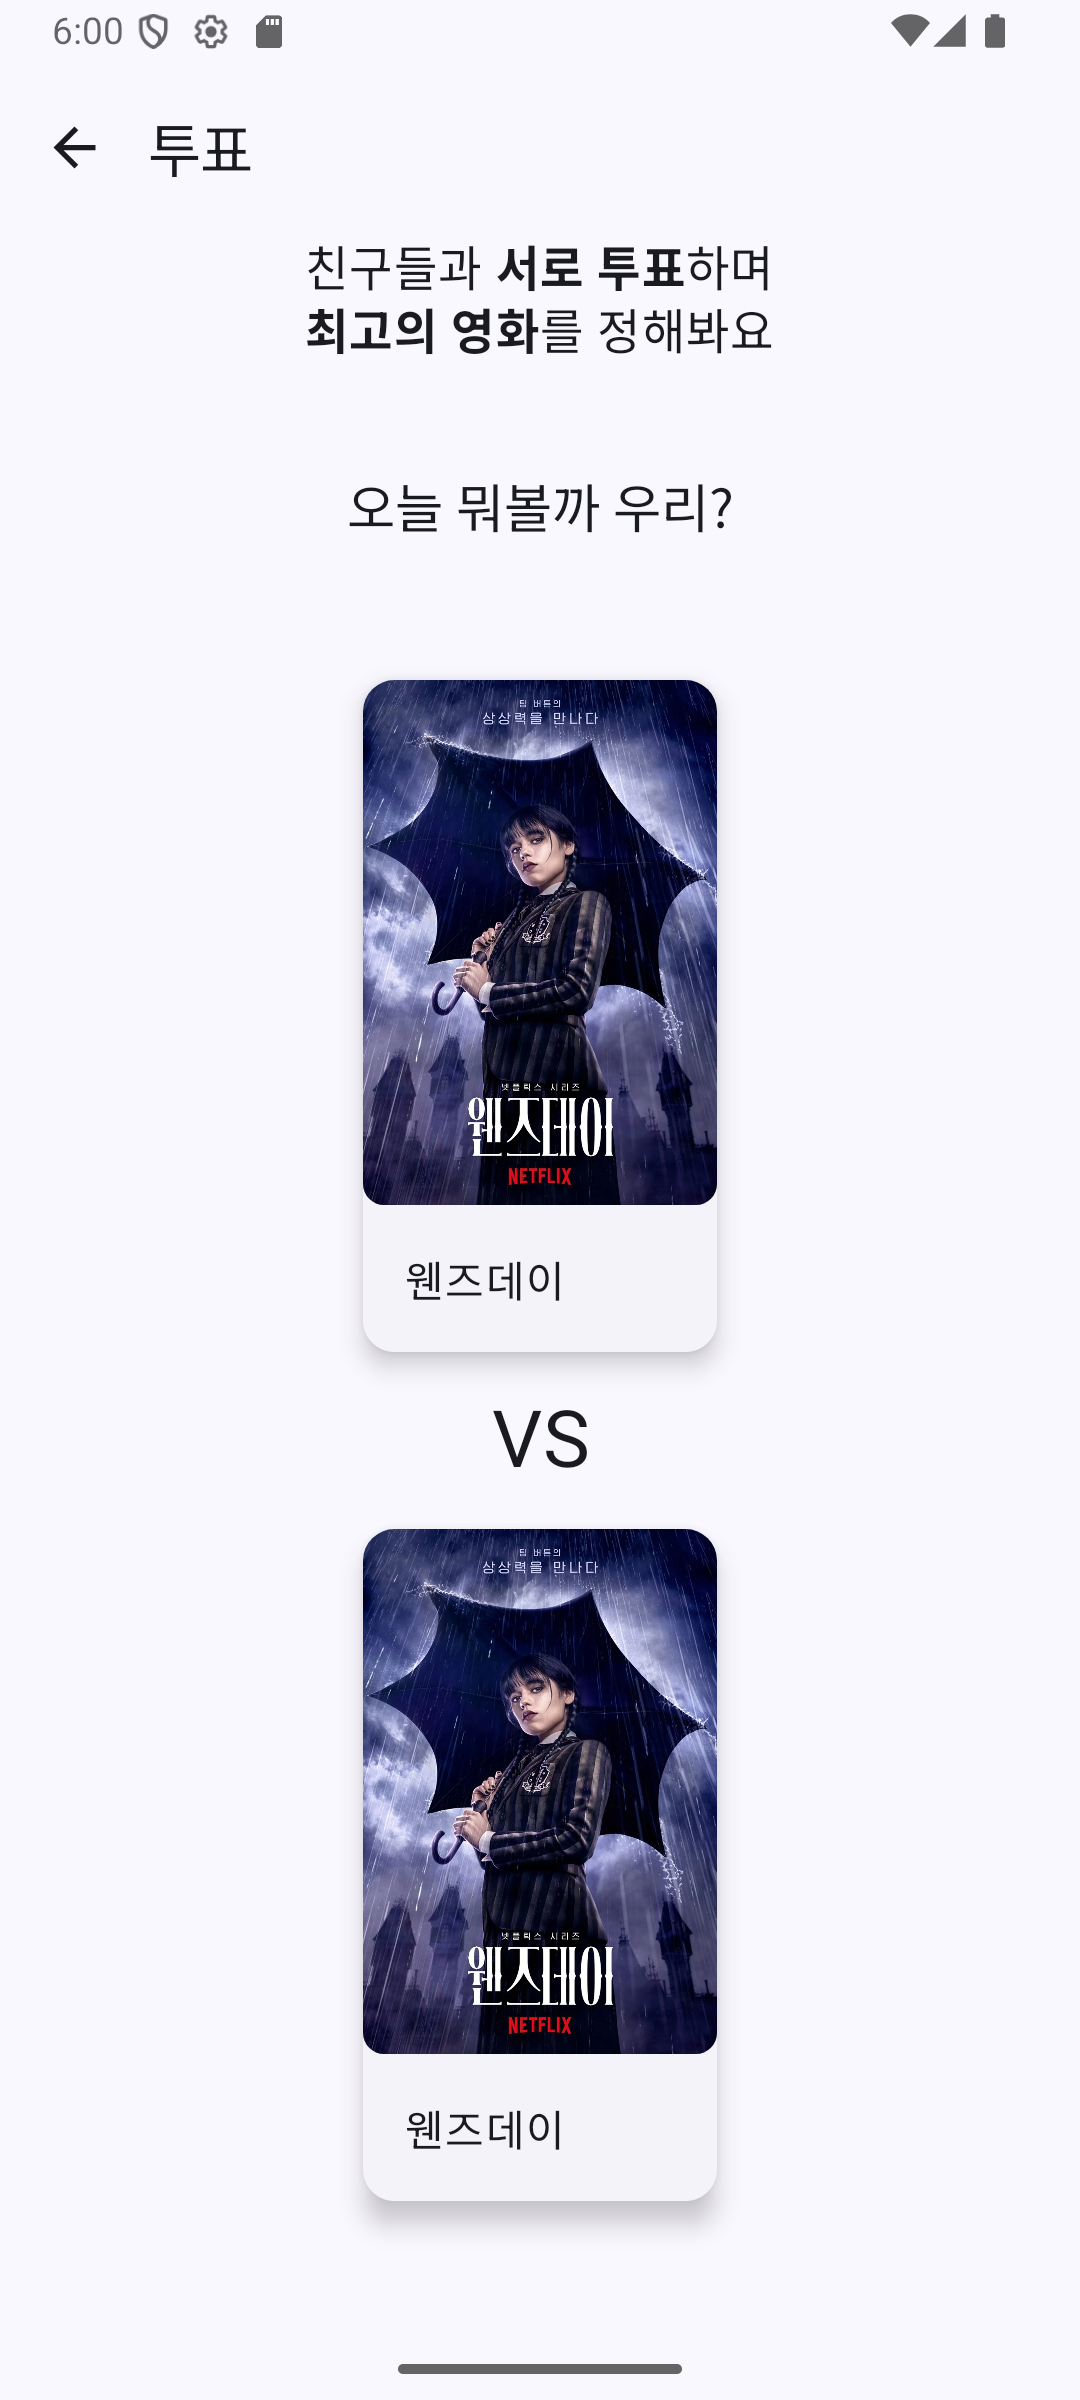 6:00
투표
친구들과 서로 투표하며
최고의 영화를 정해봐요
오늘 뭐볼까 우리?
팀 버튼의
상상력을 만나다
넷플릭스 시리즈
웬즈데이
NETFLIX
웬즈데이
VS
팀 버튼의
상상력을 만나다
넷플릭스 시리즈
웬즈데이
NETFLIX
웬즈데이